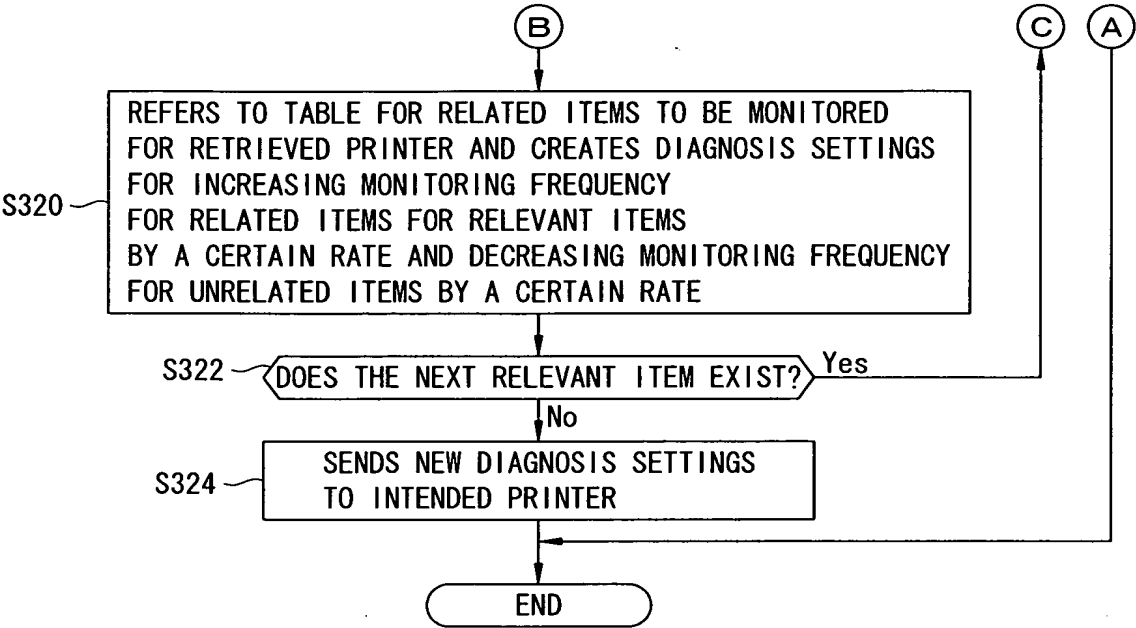 B
C
A
REFERS TO TABLE FOR RELATED ITEMS TO BE MONITORED
FOR RETRIEVED PRINTER AND CREATES DIAGNOSIS SETTINGS
FOR INCREASING MONITORING FREQUENCY
FOR RELATED ITEMS FOR RELEVANT ITEMS
BY A CERTAIN RATE AND DECREASING MONITORING FREQUENCY
FOR UNRELATED ITEMS BY A CERTAIN RATE
S320
S322
DOES THE NEXT RELEVANT ITEM EXIST?
Yes
No
S324
SENDS NEW DIAGNOSIS SETTINGS
TO INTENDED PRINTER
END